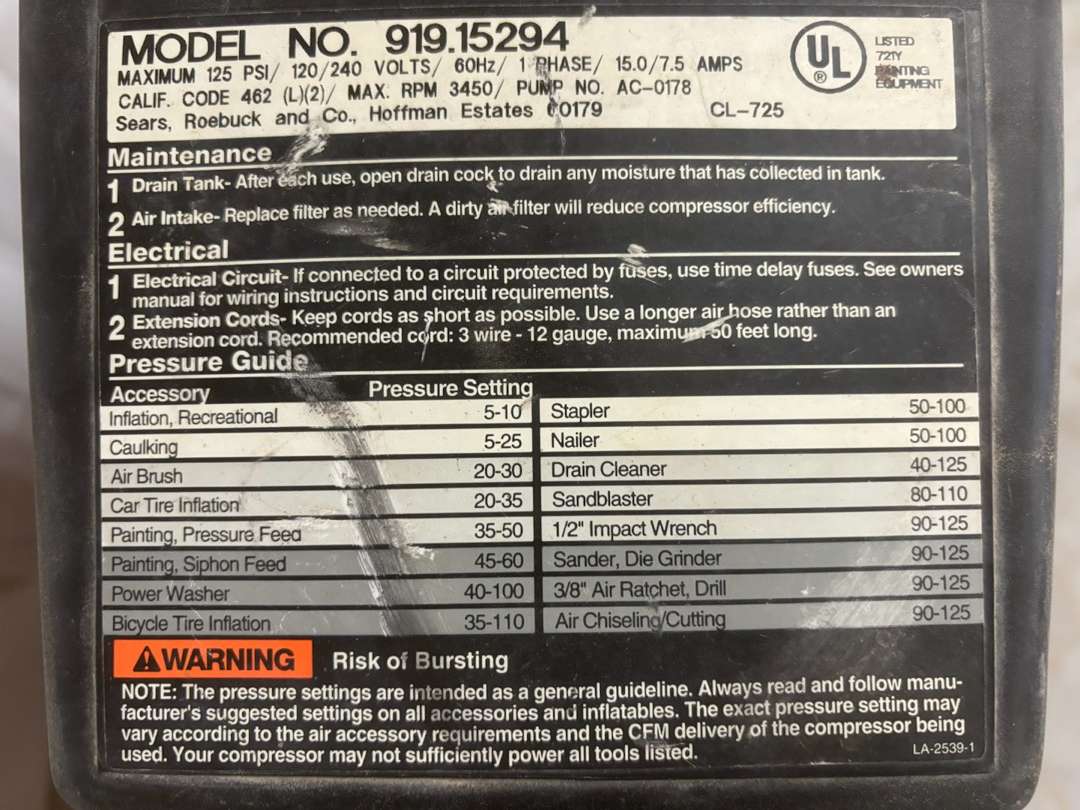 MODEL NO. 919.15294
MAXIMUM 125 PSI/ 120/240 VOLTS/ 60Hz/ 1 PHASE/ 15.0/7.5 AMPS
CALIF. CODE 462 (L)(2)/ MAX. RPM 3450/ PUMP NO. AC-0178
Sears, Roebuck and Co., Hoffman Estates 60179 CL-725
UL
®
LISTED
721Y
PAINTING
EQUIPMENT
Maintenance
1 Drain Tank- After each use, open drain cock to drain any moisture that has collected in tank.
2 Air Intake- Replace filter as needed. A dirty air filter will reduce compressor efficiency.
Electrical
1 Electrical Circuit- If connected to a circuit protected by fuses, use time delay fuses. See owners
manual for wiring instructions and circuit requirements.
2 Extension Cords- Keep cords as short as possible. Use a longer air hose rather than an
extension cord. Recommended cord: 3 wire - 12 gauge, maximum 50 feet long.
Pressure Guide
Accessory Pressure Setting
Inflation, Recreational 5-10 Stapler 50-100
Caulking 5-25 Nailer 50-100
Air Brush 20-30 Drain Cleaner 40-125
Car Tire Inflation 20-35 Sandblaster 80-110
Painting, Pressure Feed 35-50 1/2" Impact Wrench 90-125
Painting, Siphon Feed 45-60 Sander, Die Grinder 90-125
Power Washer 40-100 3/8" Air Ratchet, Drill 90-125
Bicycle Tire Inflation 35-110 Air Chiseling/Cutting 90-125
WARNING Risk of Bursting
NOTE: The pressure settings are intended as a general guideline. Always read and follow manu-
facturer's suggested settings on all accessories and inflatables. The exact pressure setting may
vary according to the air accessory requirements and the CFM delivery of the compressor being
used. Your compressor may not sufficiently power all tools listed. LA-2539-1